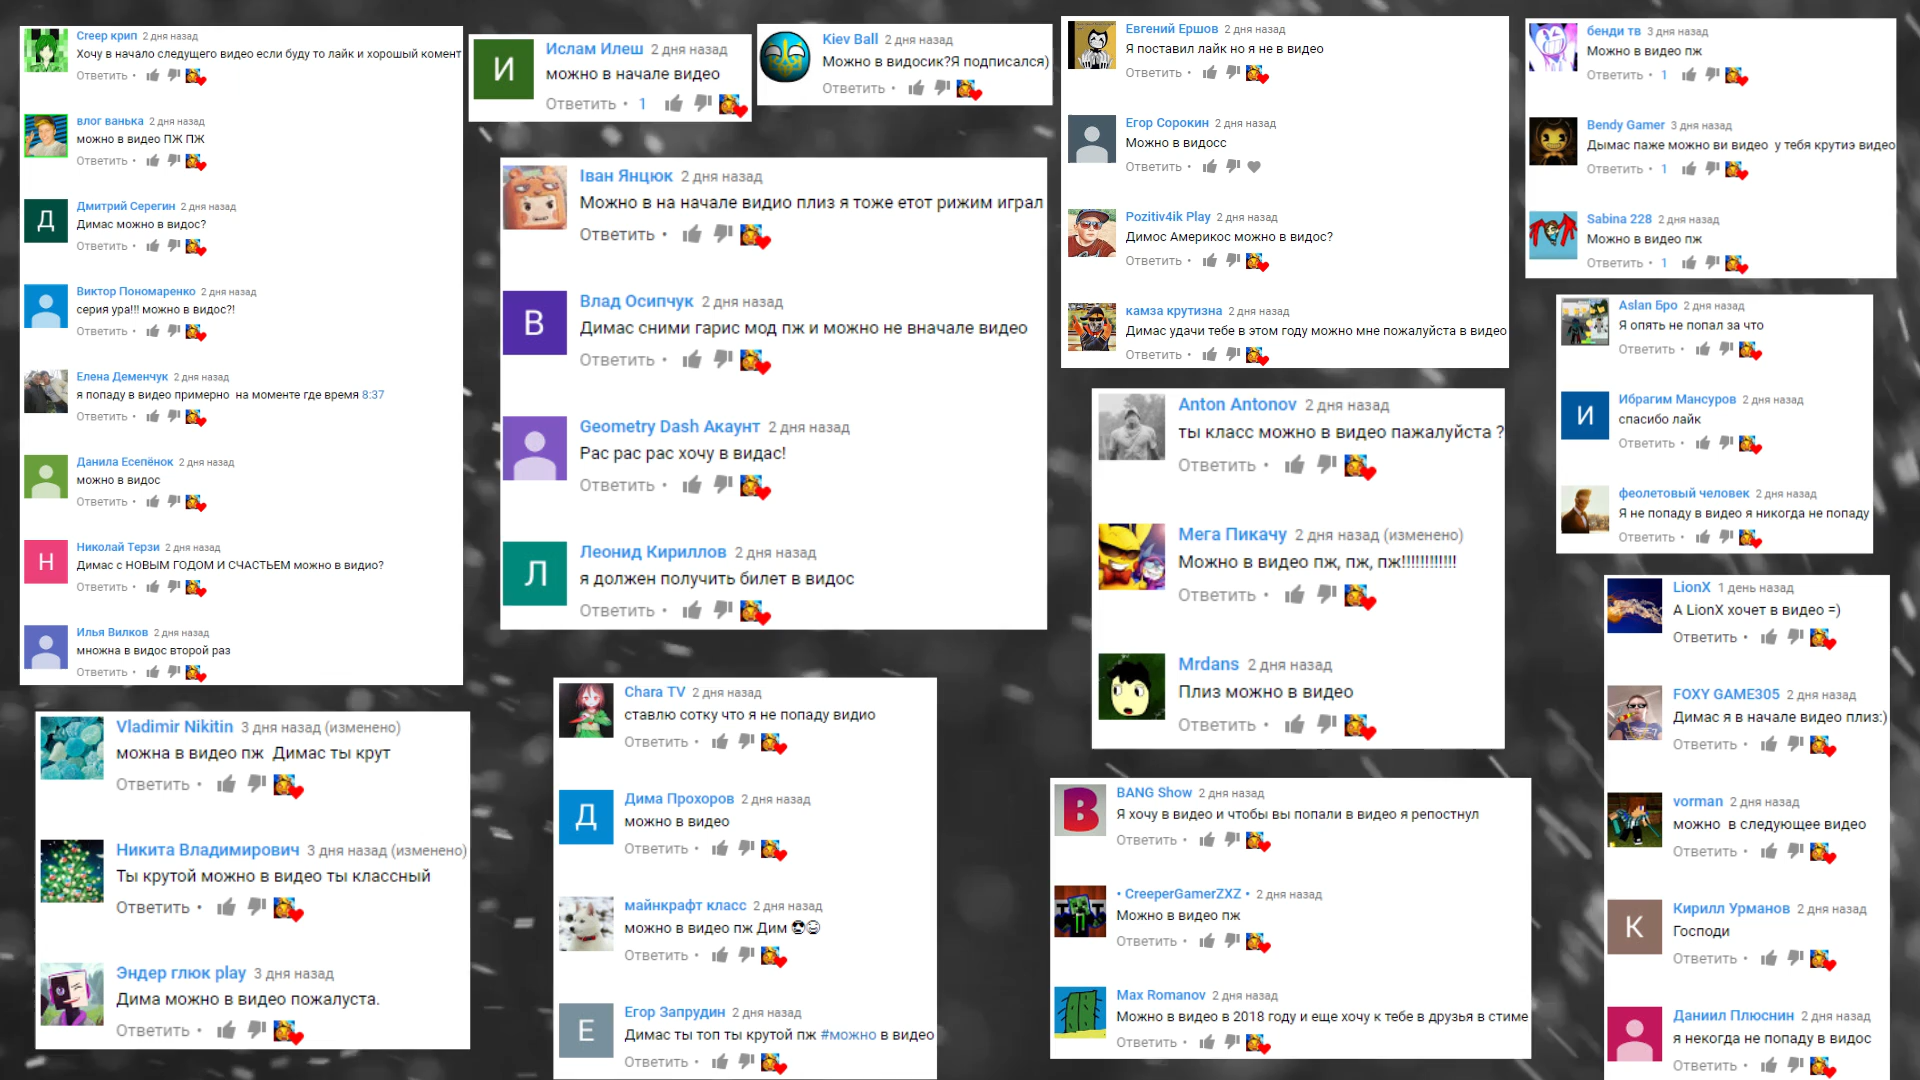 Creep крип 2 дня назад
Хочу в начало следущего видео если буду то лайк и хорошый комент
Ответить •
влог ванька 2 дня назад
можно в видео ПЖ ПЖ
Ответить •
Д
Дмитрий Серегин 2 дня назад
Димас можно в видос?
Ответить •
Виктор Пономаренко 2 дня назад
серия ура!!! можно в видос?!
Ответить •
Елена Деменчук 2 дня назад
я попаду в видео примерно на моменте где время 8:37
Ответить •
Данила Есепёнок 2 дня назад
можно в видос
Ответить •
Н
Николай Терзи 2 дня назад
Димас с НОВЫМ ГОДОМ И СЧАСТЬЕМ можно в видио?
Ответить •
Илья Вилков 2 дня назад
множна в видос второй раз
Ответить •
Vladimir Nikitin 3 дня назад (изменено)
можна в видео пж Димас ты крут
Ответить •
Никита Владимирович 3 дня назад (изменено)
Ты крутой можно в видео ты классный
Ответить •
Эндер глюк play 3 дня назад
Дима можно в видео пожалуста.
Ответить •
И
Ислам Илеш 2 дня назад
можно в начале видео
Ответить • 1
Kiev Ball 2 дня назад
Можно в видосик?Я подписался)
Ответить •
Іван Янцюк 2 дня назад
Можно в на начале видио плиз я тоже етот рижим играл
Ответить •
В
Влад Осипчук 2 дня назад
Димас сними гарис мод пж и можно не вначале видео
Ответить •
Geometry Dash Акаунт 2 дня назад
Рас рас рас хочу в видас!
Ответить •
Л
Леонид Кириллов 2 дня назад
я должен получить билет в видос
Ответить •
Chara TV 2 дня назад
ставлю сотку что я не попаду видио
Ответить •
Д
Дима Прохоров 2 дня назад
можно в видео
Ответить •
майнкрафт класс 2 дня назад
можно в видео пж Дим 😎😄
Ответить •
Е
Егор Запрудин 2 дня назад
Димас ты топ ты крутой пж #можно в видео
Ответить •
Евгений Ершов 2 дня назад
Я поставил лайк но я не в видео
Ответить •
Егор Сорокин 2 дня назад
Можно в видосс
Ответить •
Pozitiv4ik Play 2 дня назад
Димос Америкос можно в видос?
Ответить •
камза крутизна 2 дня назад
Димас удачи тебе в этом году можно мне пожалуйста в видео
Ответить •
Anton Antonov 2 дня назад
ты класс можно в видео пажалуйста ?
Ответить •
Мега Пикачу 2 дня назад (изменено)
Можно в видео пж, пж, пж!!!!!!!!!!!!
Ответить •
Mrdans 2 дня назад
Плиз можно в видео
Ответить •
B
BANG Show 2 дня назад
Я хочу в видео и чтобы вы попали в видео я репостнул
Ответить •
• CreeperGamerZXZ • 2 дня назад
Можно в видео пж
Ответить •
Max Romanov 2 дня назад
Можно в видео в 2018 году и еще хочу к тебе в друзья в стиме
Ответить •
бенди тв 3 дня назад
Можно в видео пж
Ответить • 1
Bendy Gamer 3 дня назад
Дымас паже можно ви видео у тебя крутиэ видео
Ответить • 1
Sabina 228 2 дня назад
Можно в видео пж
Ответить • 1
Aslan Бро 2 дня назад
Я опять не попал за что
Ответить •
И
Ибрагим Мансуров 2 дня назад
спасибо лайк
Ответить •
феолетовый человек 2 дня назад
Я не попаду в видео я никогда не попаду
Ответить •
LionX 1 день назад
А LionX хочет в видео =)
Ответить •
FOXY GAME305 2 дня назад
Димас я в начале видео плиз:)
Ответить •
vorman 2 дня назад
можно в следующее видео
Ответить •
К
Кирилл Урманов 2 дня назад
Господи
Ответить •
Даниил Плюснин 2 дня назад
я некогда не попаду в видос
Ответить •